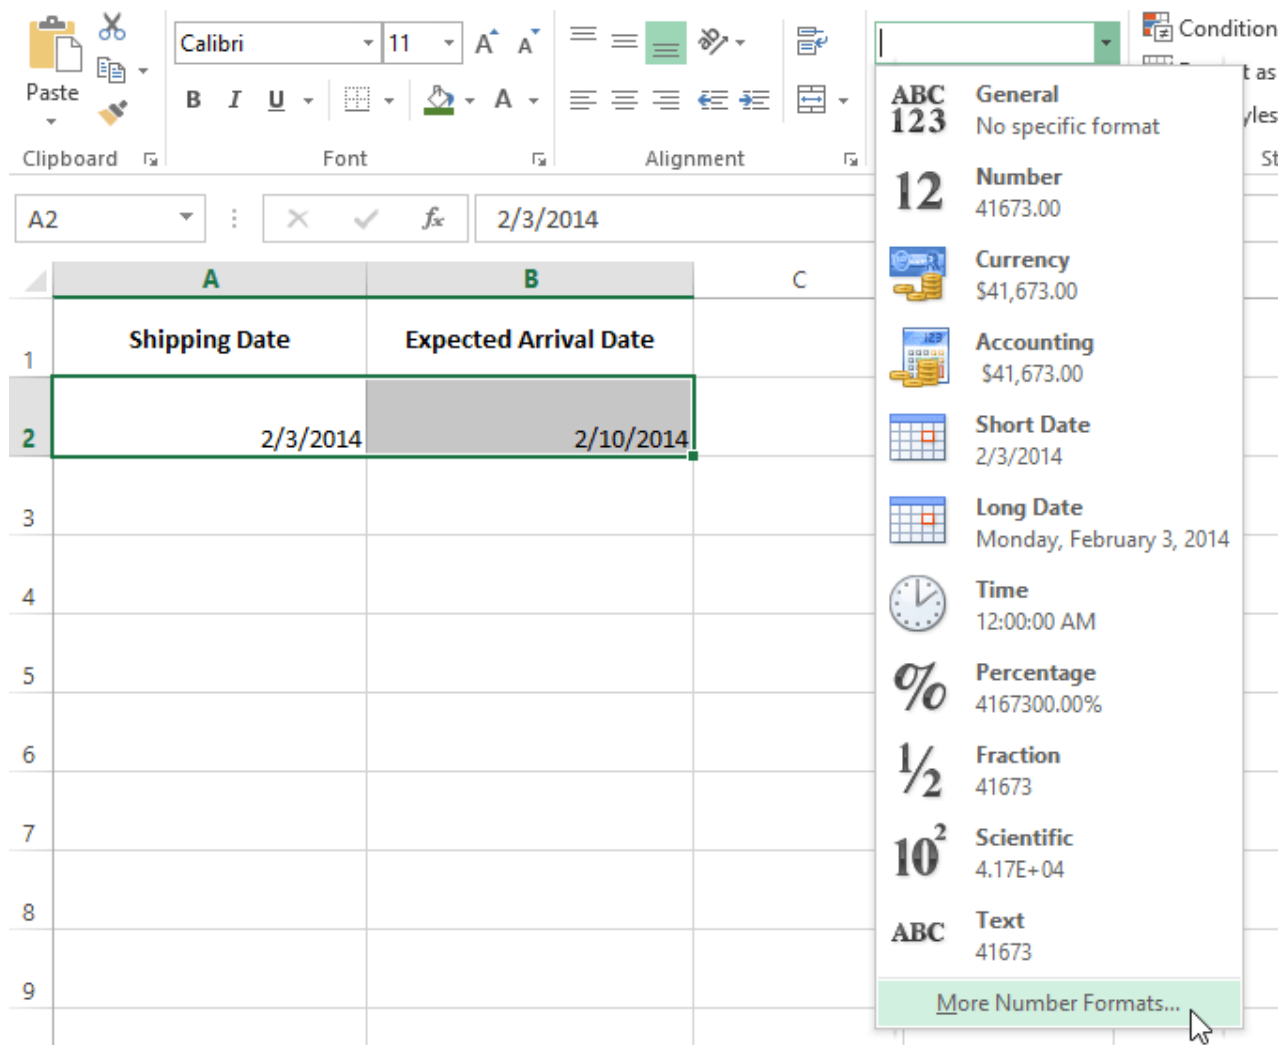 Calibri 11 Condition
Paste B I U A t as
yles
Clipboard Font Alignment St
A2 fx 2/3/2014
A B C
1 Shipping Date Expected Arrival Date
2 2/3/2014 2/10/2014
3
4
5
6
7
8
9
ABC 123 General
No specific format
12 Number
41673.00
Currency
$41,673.00
123 Accounting
$41,673.00
Short Date
2/3/2014
Long Date
Monday, February 3, 2014
Time
12:00:00 AM
% Percentage
4167300.00%
1/2 Fraction
41673
10² Scientific
4.17E+04
ABC Text
41673
More Number Formats...